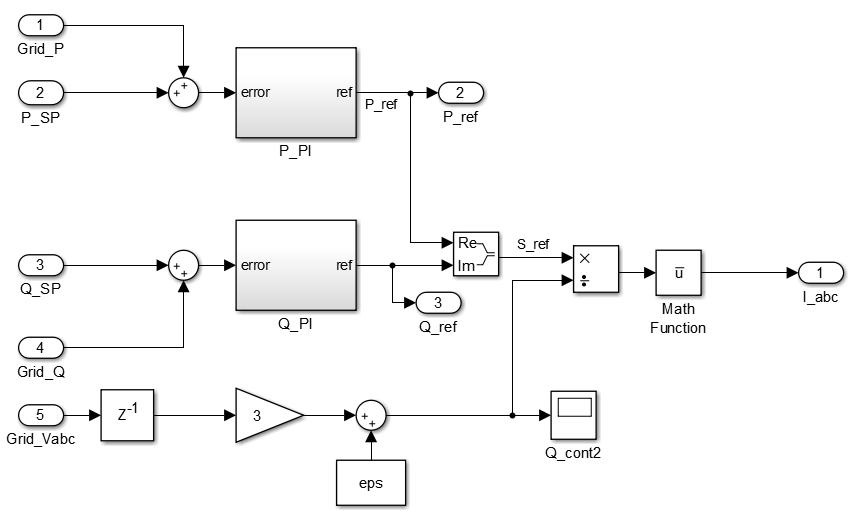 1
Grid_P
+
+
2
P_SP
error
ref
P_PI
P_ref
2
P_ref
3
Q_SP
+
+
error
ref
Q_PI
Re
Im
S_ref
×
÷
u̅
Math
Function
1
I_abc
3
Q_ref
4
Grid_Q
5
Grid_Vabc
Z-1
3
+
+
eps
Q_cont2